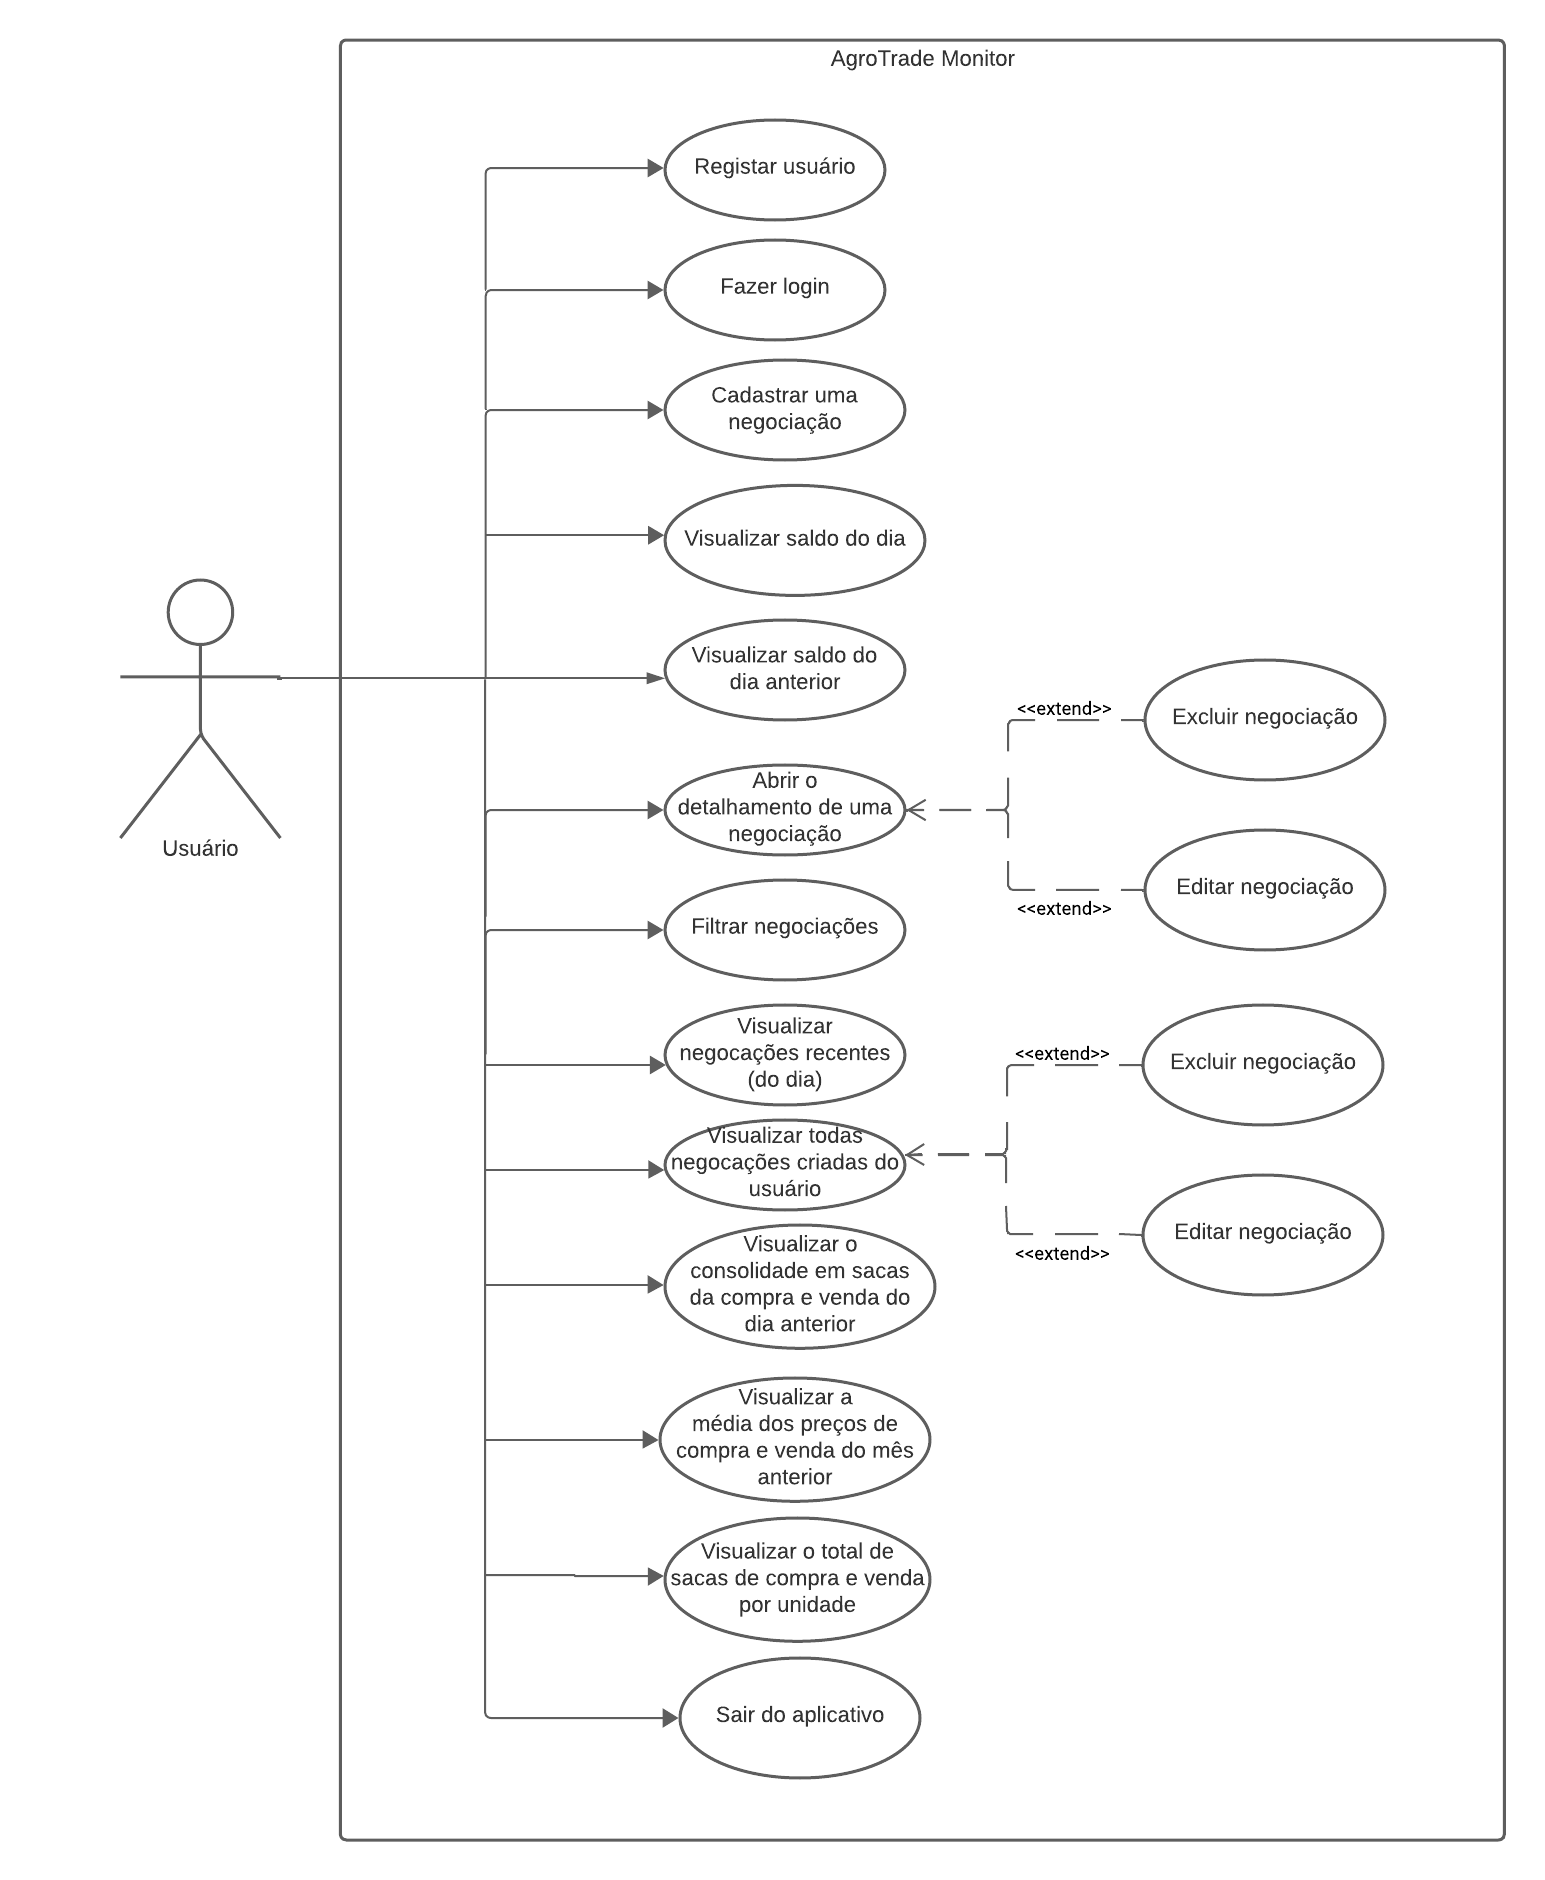 AgroTrade Monitor
Registar usuário
Fazer login
Cadastrar uma
negociação
Visualizar saldo do dia
Visualizar saldo do
dia anterior
<<extend>>
Excluir negociação
Abrir o
detalhamento de uma
negociação
Usuário
Editar negociação
<<extend>>
Filtrar negociações
Visualizar
negocações recentes
(do dia)
<<extend>>
Excluir negociação
Visualizar todas
negocações criadas do
usuário
Editar negociação
<<extend>>
Visualizar o
consolidade em sacas
da compra e venda do
dia anterior
Visualizar a
média dos preços de
compra e venda do mês
anterior
Visualizar o total de
sacas de compra e venda
por unidade
Sair do aplicativo